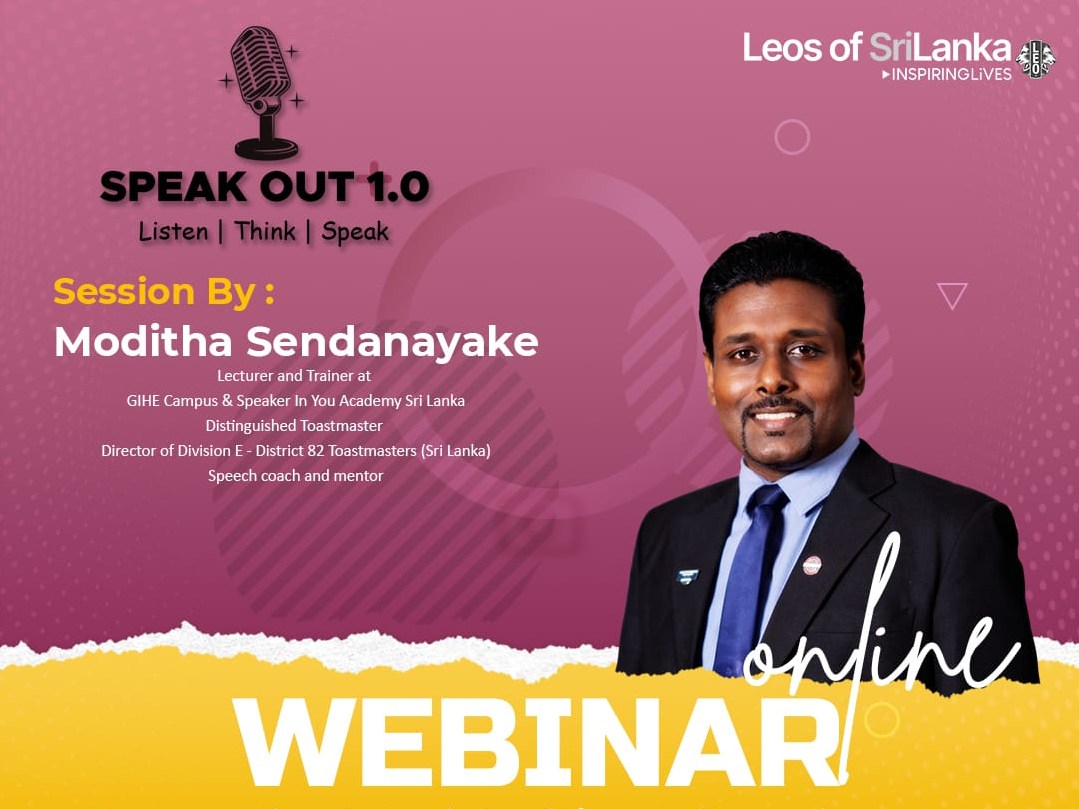 Leos of SriLanka
INSPIRINGLiVES
LEO
SPEAK OUT 1.0
Listen | Think | Speak
Session By :
Moditha Sendanayake
Lecturer and Trainer at
GIHE Campus & Speaker In You Academy Sri Lanka
Distinguished Toastmaster
Director of Division E - District 82 Toastmasters (Sri Lanka)
Speech coach and mentor
online
WEBINAR